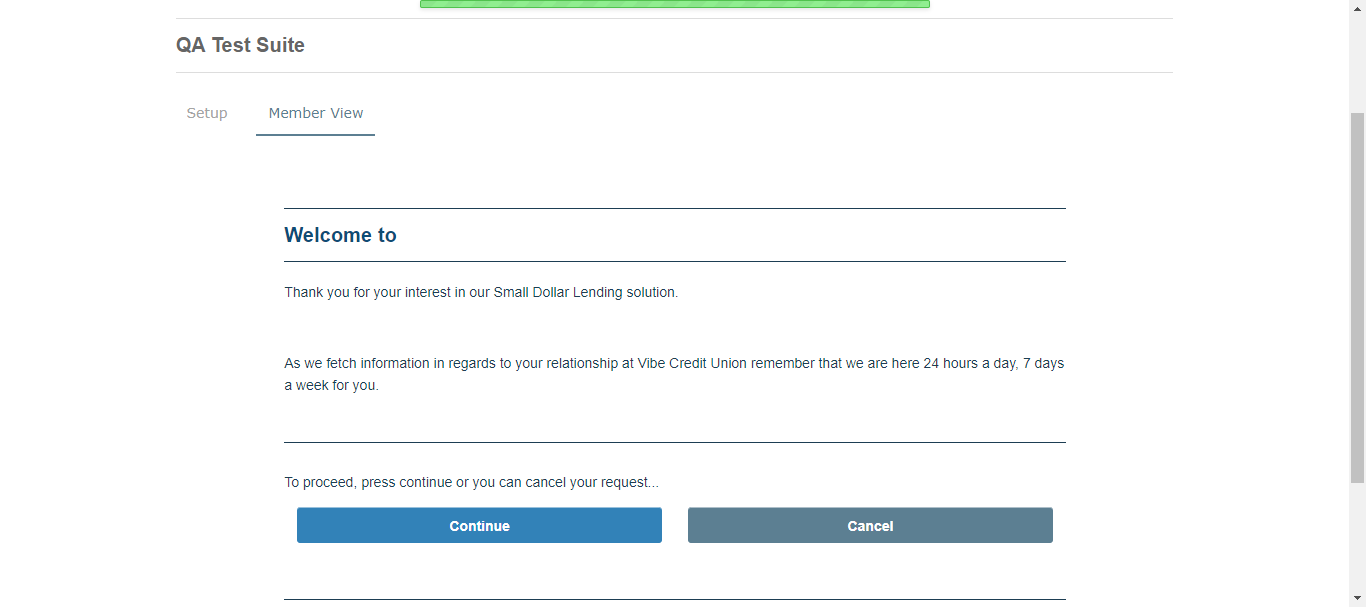 QA Test Suite
Setup
Member View
Welcome to
Thank you for your interest in our Small Dollar Lending solution.
As we fetch information in regards to your relationship at Vibe Credit Union remember that we are here 24 hours a day, 7 days
a week for you.
To proceed, press continue or you can cancel your request...
Continue
Cancel